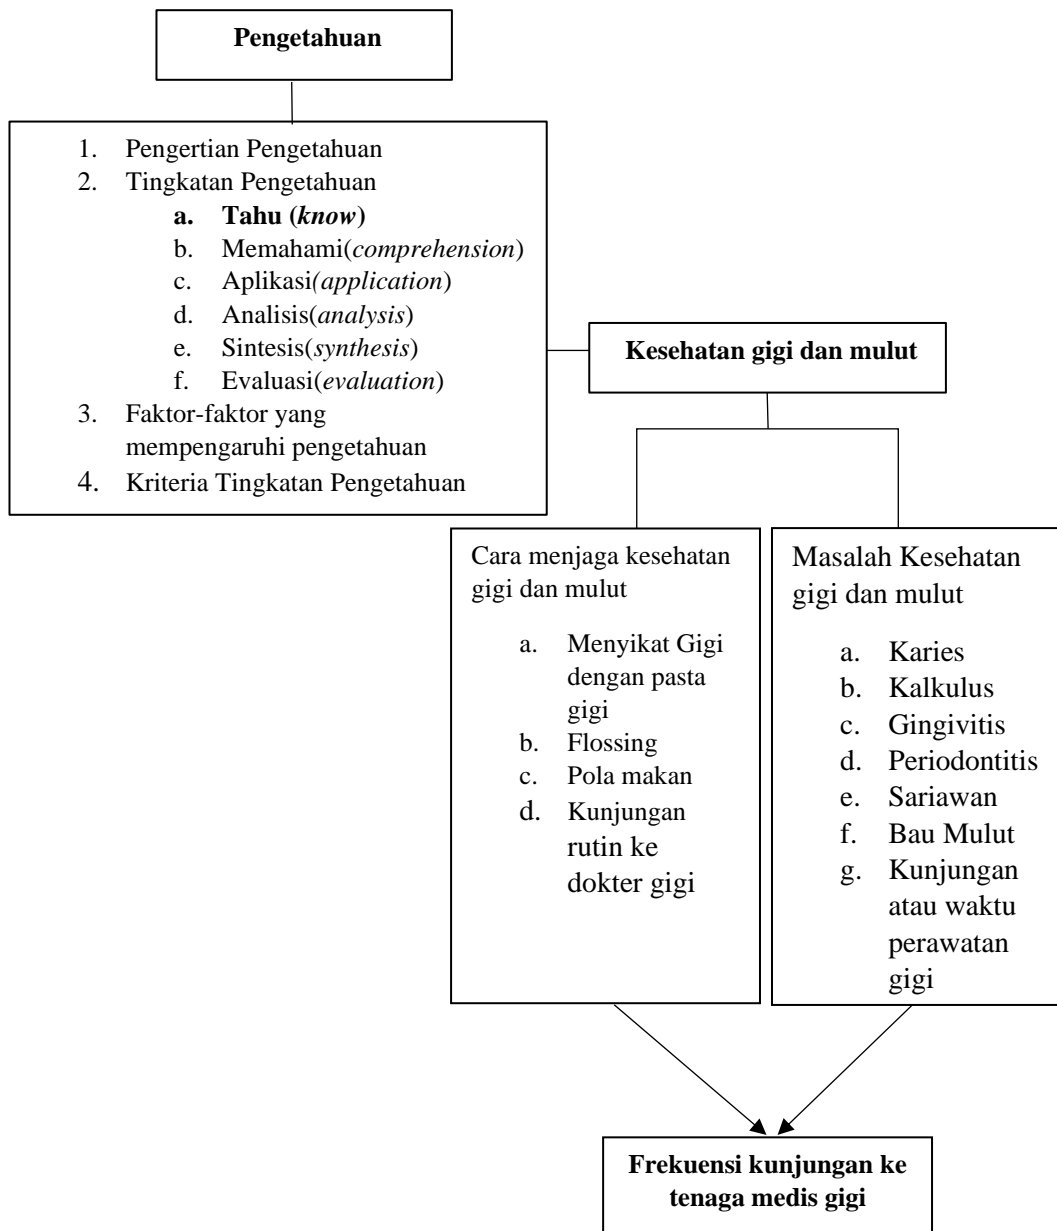 Pengetahuan
1. Pengertian Pengetahuan
2. Tingkatan Pengetahuan
a. Tahu (know)
b. Memahami(comprehension)
c. Aplikasi(application)
d. Analisis(analysis)
e. Sintesis(synthesis)
f. Evaluasi(evaluation)
3. Faktor-faktor yang
mempengaruhi pengetahuan
4. Kriteria Tingkatan Pengetahuan
Kesehatan gigi dan mulut
Cara menjaga kesehatan
gigi dan mulut
a. Menyikat Gigi
dengan pasta
gigi
b. Flossing
c. Pola makan
d. Kunjungan
rutin ke
dokter gigi
Masalah Kesehatan
gigi dan mulut
a. Karies
b. Kalkulus
c. Gingivitis
d. Periodontitis
e. Sariawan
f. Bau Mulut
g. Kunjungan
atau waktu
perawatan
gigi
Frekuensi kunjungan ke
tenaga medis gigi